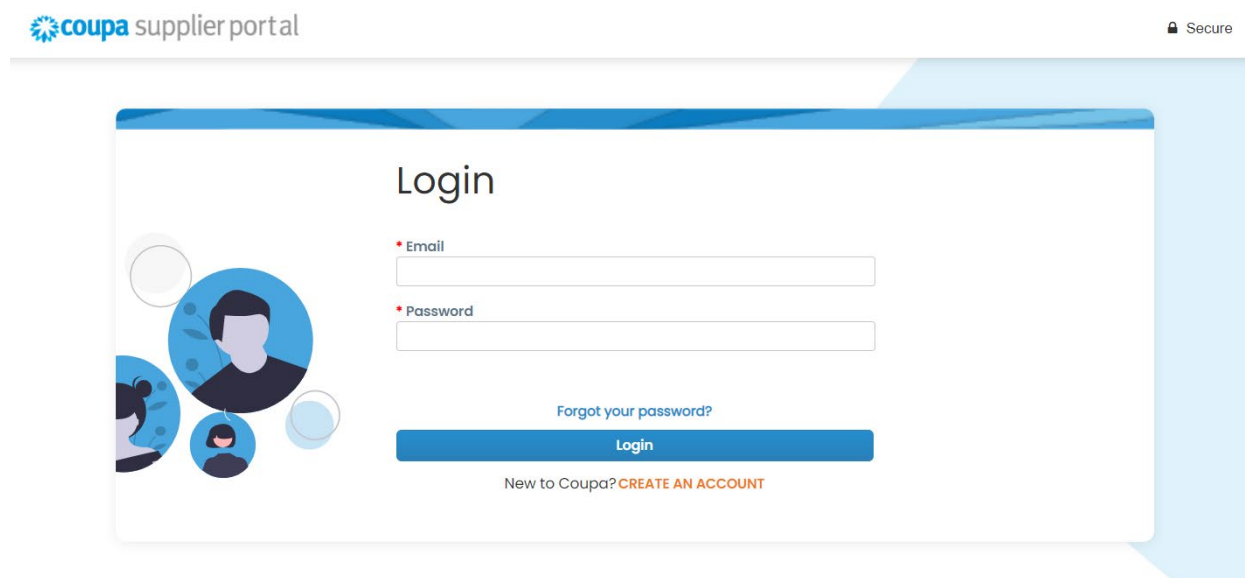 coupa supplier portal
Secure
Login
* Email
* Password
Forgot your password?
Login
New to Coupa? CREATE AN ACCOUNT